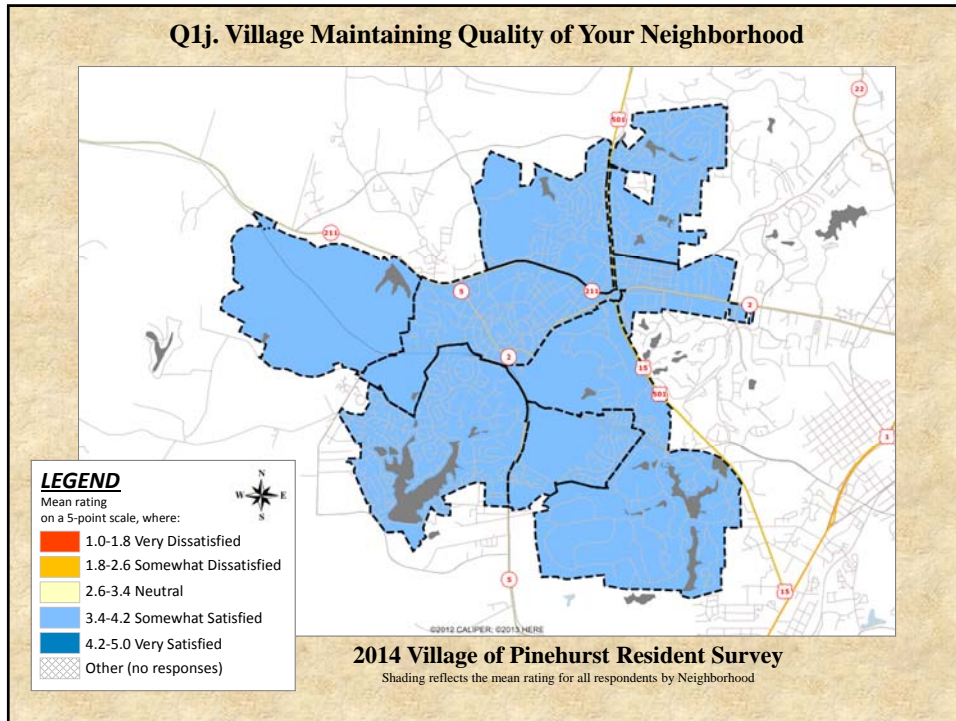 Q1j. Village Maintaining Quality of Your Neighborhood
22
501
211
5
211
2
2
15
501
1
LEGEND
N
W E
S
Mean rating
on a 5-point scale, where:
1.0-1.8 Very Dissatisfied
1.8-2.6 Somewhat Dissatisfied
2.6-3.4 Neutral
3.4-4.2 Somewhat Satisfied
4.2-5.0 Very Satisfied
Other (no responses)
5
15
©2012 CALIPER; ©2013 HERE
2014 Village of Pinehurst Resident Survey
Shading reflects the mean rating for all respondents by Neighborhood